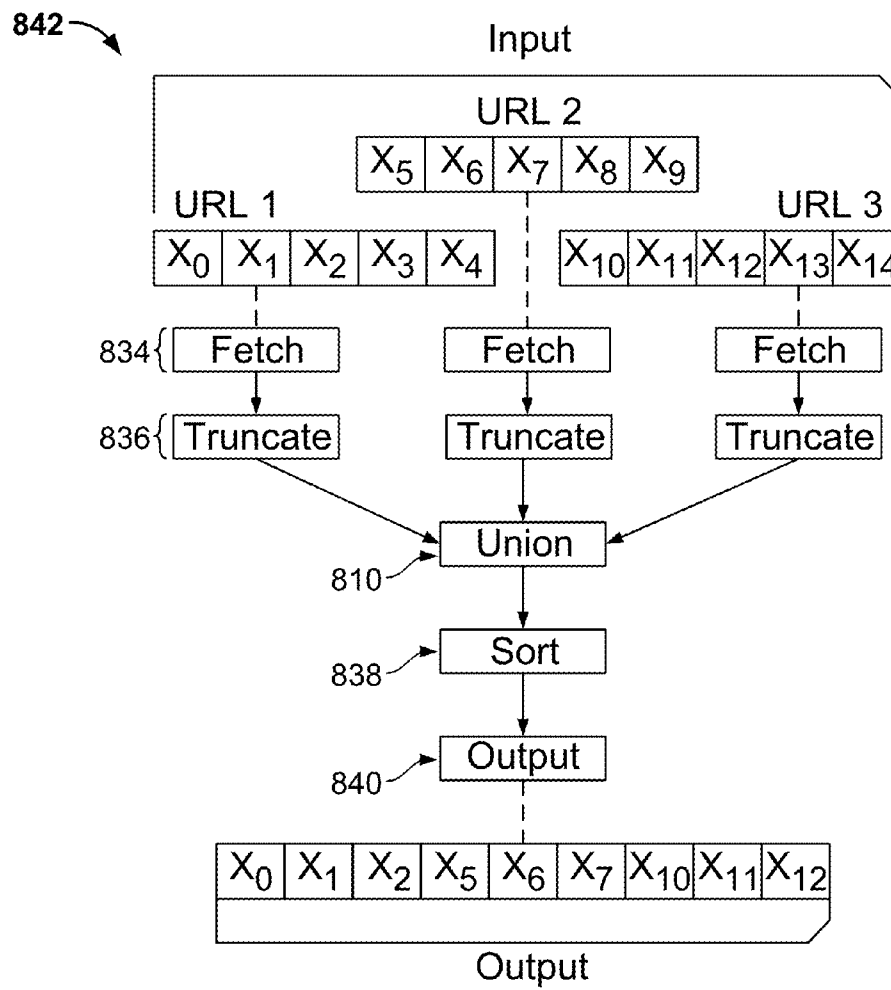 842
Input
URL 2
X5 X6 X7 X8 X9
URL 1
URL 3
X0 X1 X2 X3 X4
X10 X11 X12 X13 X14
834 { Fetch Fetch Fetch
836 { Truncate Truncate Truncate
Union
810
Sort
838
Output
840
X0 X1 X2 X5 X6 X7 X10 X11 X12
Output